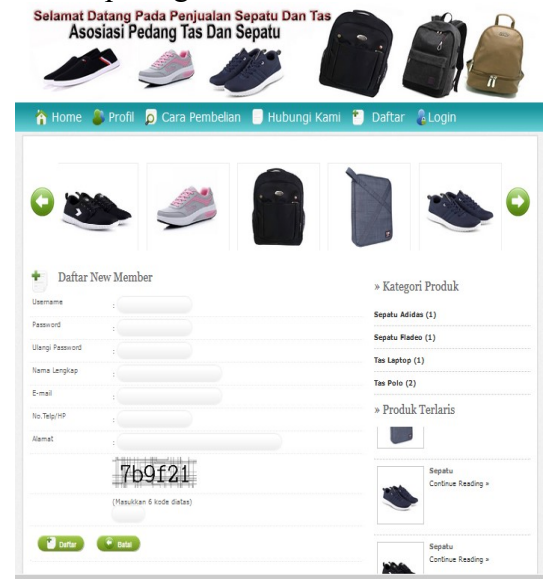 Selamat Datang Pada Penjualan Sepatu Dan Tas
Asosiasi Pedang Tas Dan Sepatu
Home Profil Cara Pembelian Hubungi Kami Daftar Login
Daftar New Member
Username :
Password :
Ulangi Password :
Nama Lengkap :
E-mail :
No.Telp/HP :
Alamat :
7b9f21
(Masukkan 6 kode diatas)
Daftar Batal
» Kategori Produk
Sepatu Adidas (1)
Sepatu Fladeo (1)
Tas Laptop (1)
Tas Polo (2)
» Produk Terlaris
Sepatu
Continue Reading »
Sepatu
Continue Reading »